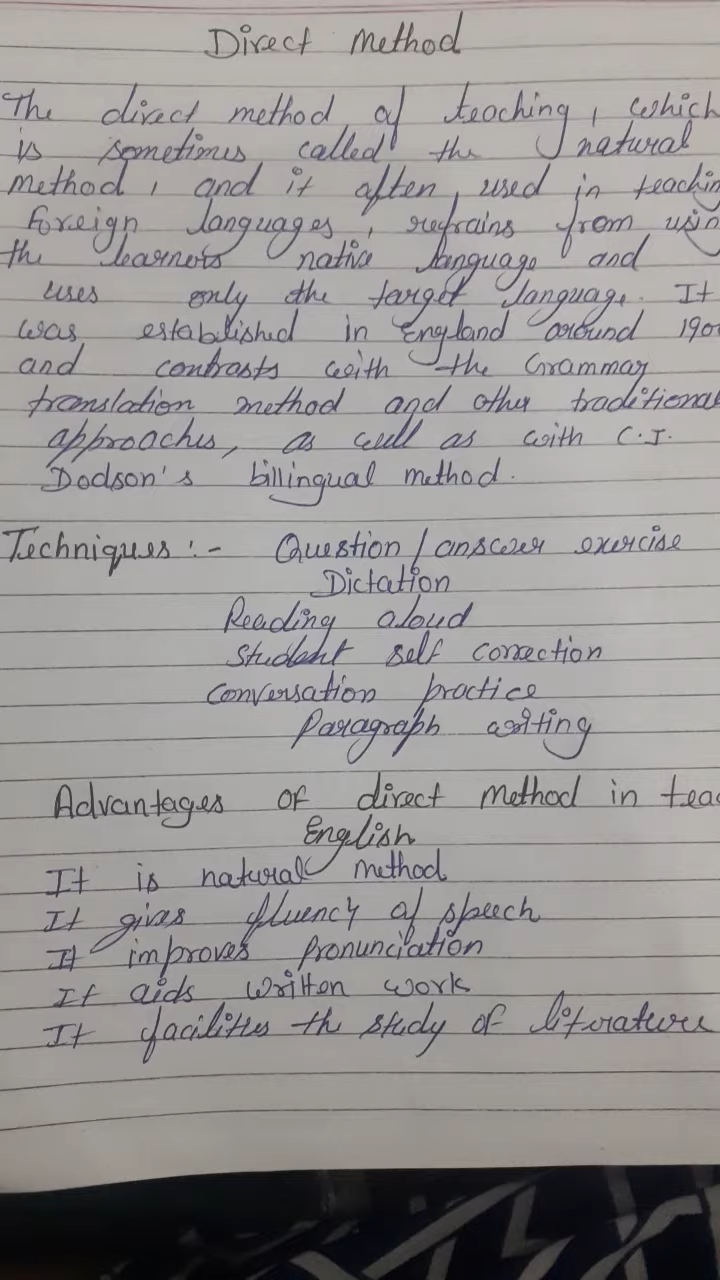 Direct Method
The direct method of teaching, which
is sometimes called the natural
method, and it often used in teachin
foreign languages, refrains from usin
the learners native language and
uses only the target language. It
was estabilished in England around 190
and contrasts with the Grammar
translation method and other traditional
approaches, as well as with C.J.
Dodson's billingual method.
Techniques :- Question / answer exercise
Dictation
Reading aloud
Student self correction
Conversation practice
Paragraph writing
Advantages of direct method in tea
English
It is natural method
It gives fluency of speech
It improves pronunciation
It aids written work
It facilities the study of literature